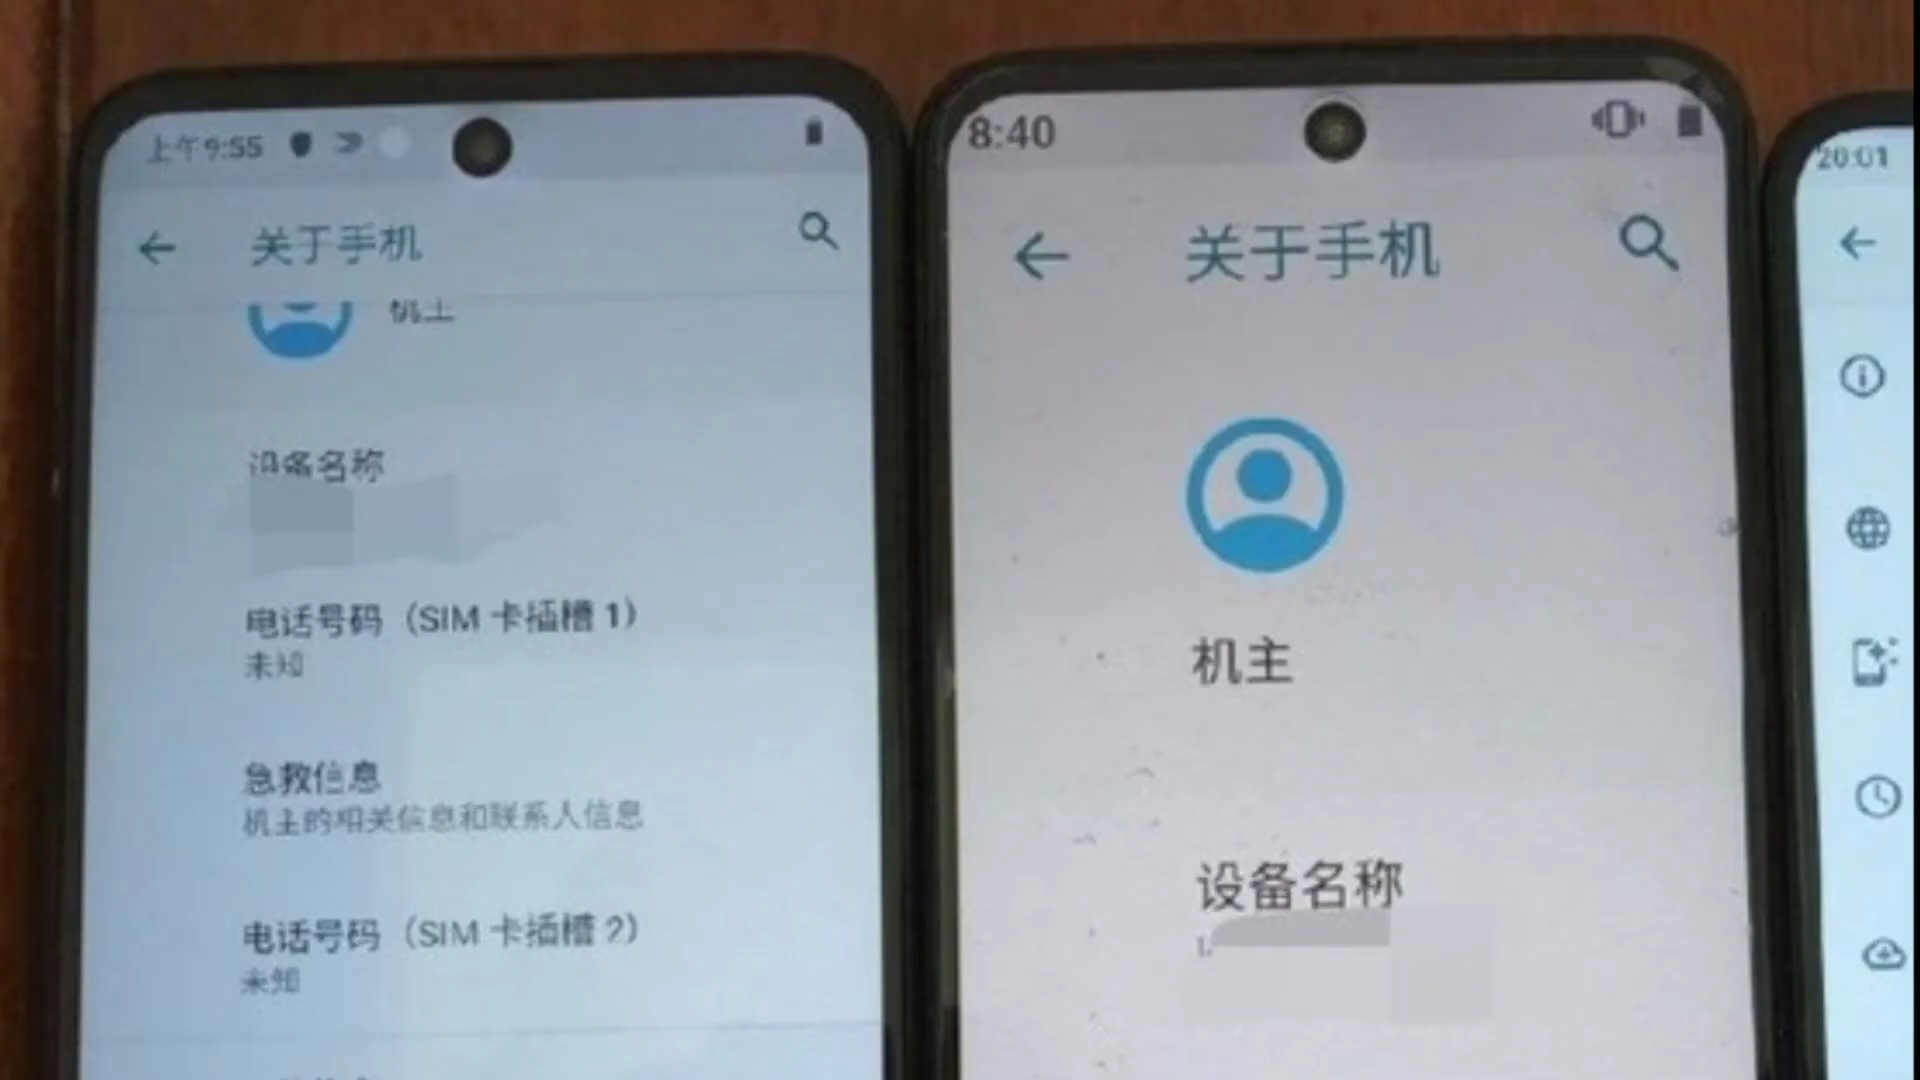 上午9:55
关于手机
机主
设备名称
电话号码（SIM 卡插槽 1）
未知
急救信息
机主的相关信息和联系人信息
电话号码（SIM 卡插槽 2）
未知
8:40
关于手机
机主
设备名称
20:01